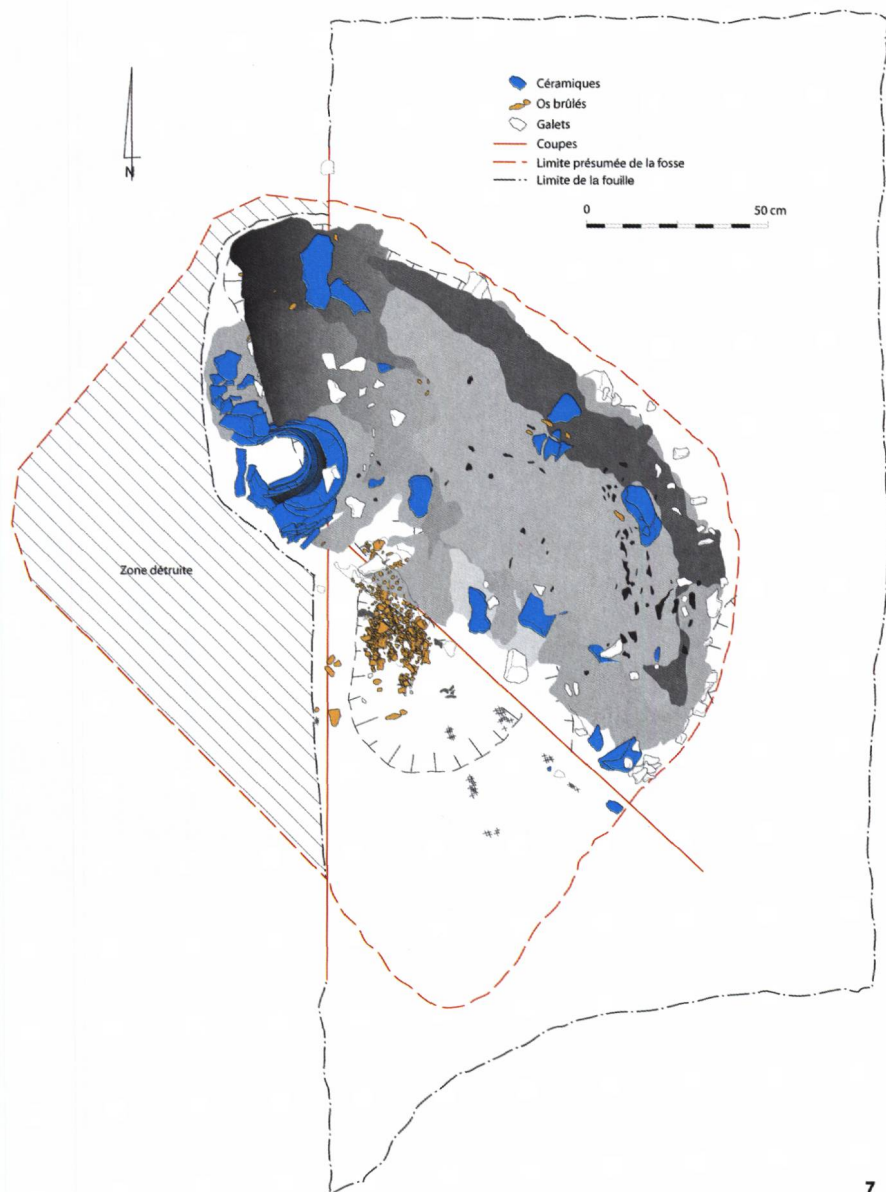 Céramiques
Os brûlés
Galets
Coupes
Limite présumée de la fosse
Limite de la fouille
0 50 cm
N
Zone détruite
7